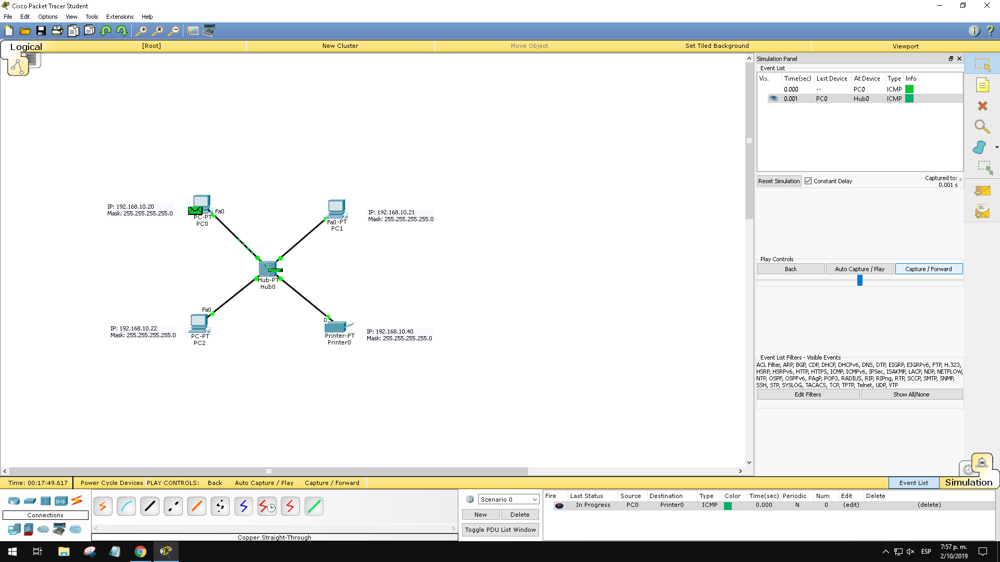 Cisco Packet Tracer Student
File Edit Options View Tools Extensions Help
Logical [Root] New Cluster Move Object Set Tiled Background Viewport
Simulation Panel
Event List
Vis. Time(sec) Last Device At Device Type Info
0.000 -- PC0 ICMP
0.001 PC0 Hub0 ICMP
Reset Simulation Constant Delay Captured to: *
0.001 s
IP: 192.168.10.20
Mask: 255.255.255.255.0
Fa0
PC-PT
PC0
IP: 192.168.10.21
Mask: 255.255.255.255.0
Fa0-PT
PC1
Hub-PT
Hub0
Fa0
IP: 192.168.10.22
Mask: 255.255.255.255.0
PC-PT
PC2
0
Printer-PT
Printer0
IP: 192.168.10.40
Mask: 255.255.255.255.0
Play Controls
Back Auto Capture / Play Capture / Forward
Event List Filters - Visible Events
ACL Filter, ARP, BGP, CDP, DHCP, DHCPv6, DNS, DTP, EIGRP, EIGRPv6, FTP, H.323,
HSRP, HSRPv6, HTTP, HTTPS, ICMP, ICMPv6, IPSec, ISAKMP, LACP, NDP, NETFLOW,
NTP, OSPF, OSPFv6, PAgP, POP3, RADIUS, RIP, RIPng, RTP, SCCP, SMTP, SNMP,
SSH, STP, SYSLOG, TACACS, TCP, TFTP, Telnet, UDP, VTP
Edit Filters Show All/None
Time: 00:17:49.617 Power Cycle Devices PLAY CONTROLS: Back Auto Capture / Play Capture / Forward Event List Simulation
Connections
Copper Straight-Through
Scenario 0
New Delete
Toggle PDU List Window
Fire Last Status Source Destination Type Color Time(sec) Periodic Num Edit Delete
In Progress PC0 Printer0 ICMP 0.000 N 0 (edit) (delete)
ESP
7:57 p. m.
2/10/2019